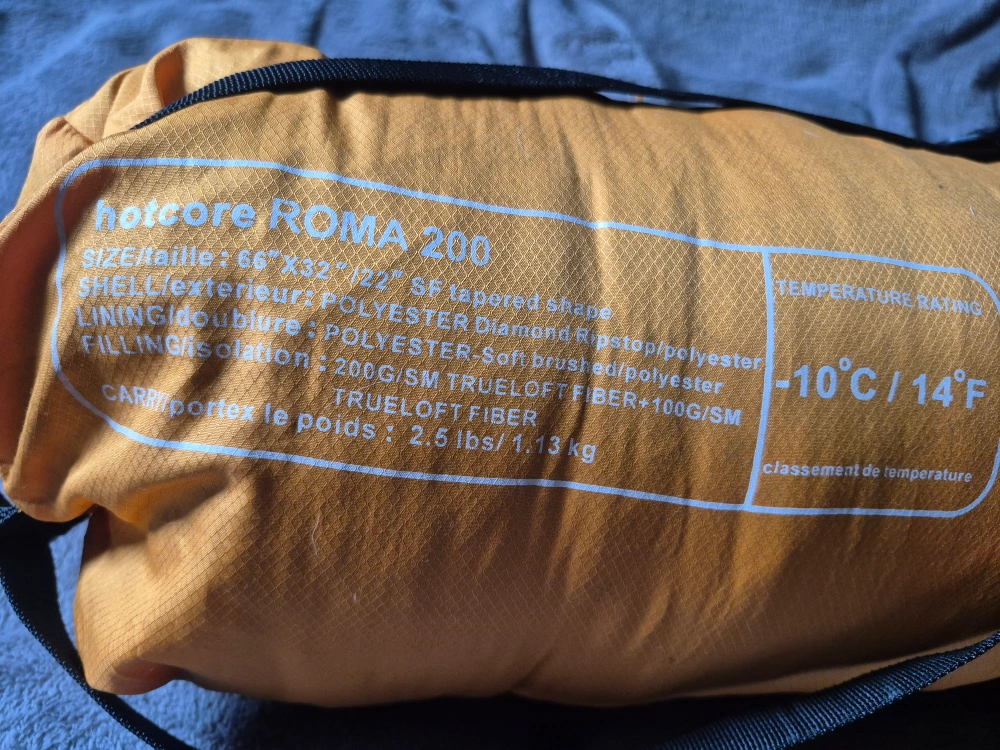 hotcore ROMA 200
SIZE/taille : 66"X32"/22" SF tapered shape
SHELL/exterieur: POLYESTER Diamond Ripstop/polyester
LINING/doublure : POLYESTER-Soft brushed/polyester
FILLING/isolation : 200G/SM TRUELOFT FIBER+100G/SM
TRUELOFT FIBER
CARRY/portex le poids : 2.5 lbs/ 1.13 kg
TEMPERATURE RATING
-10°C / 14°F
classement de temperature